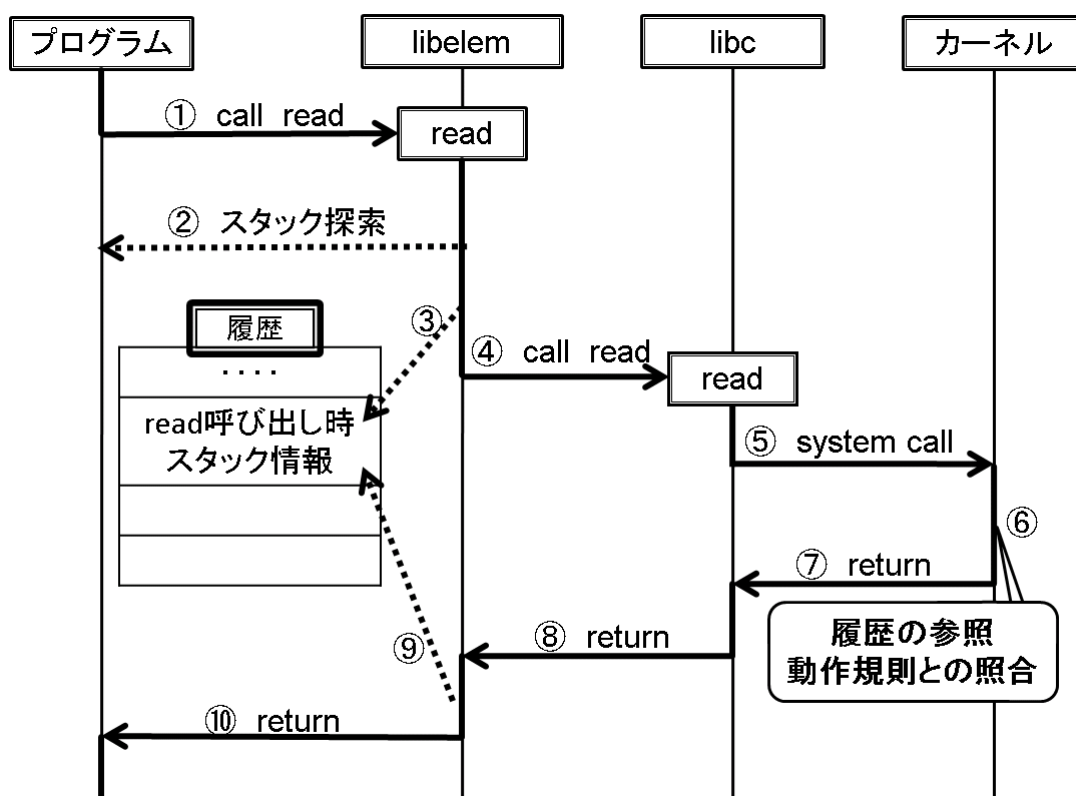 プログラム
libelem
libc
カーネル
① call read
read
② スタック探索
履歴
③
・・・・
④ call read
read
read呼び出し時
スタック情報
⑤ system call
⑥
⑦ return
履歴の参照
動作規則との照合
⑧ return
⑨
⑩ return